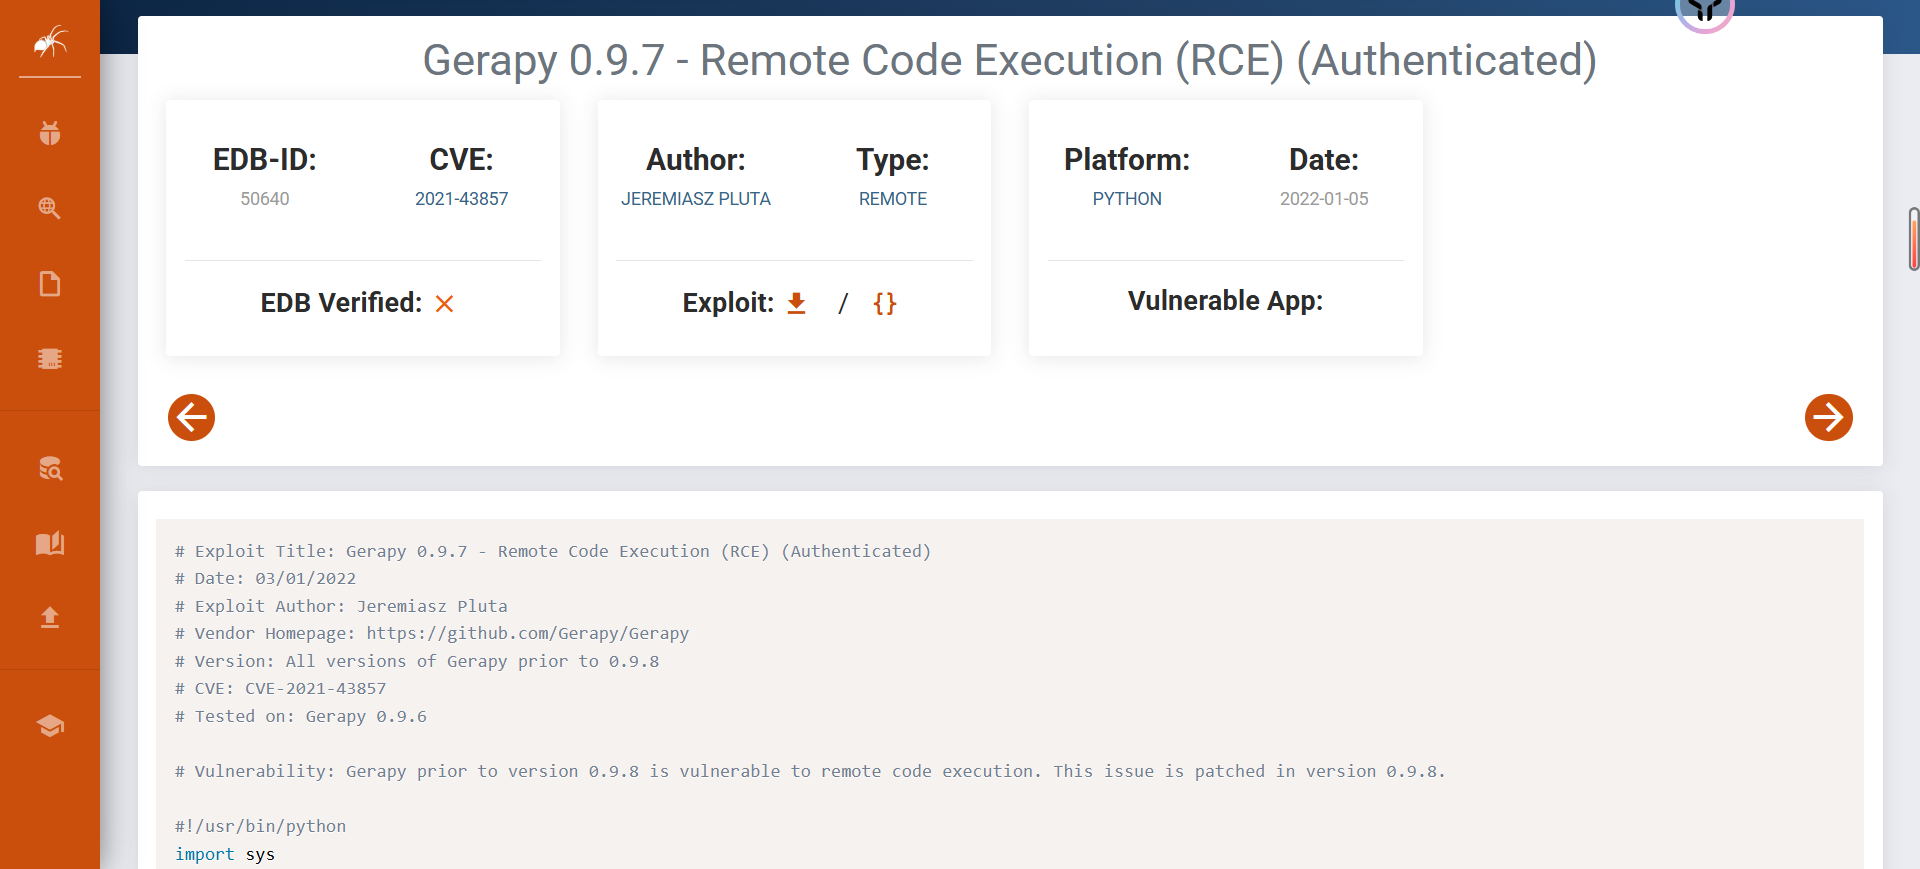 Gerapy 0.9.7 - Remote Code Execution (RCE) (Authenticated)
EDB-ID:
50640
CVE:
2021-43857
EDB Verified:
Author:
JEREMIASZ PLUTA
Type:
REMOTE
Exploit: / {}
Platform:
PYTHON
Date:
2022-01-05
Vulnerable App:
# Exploit Title: Gerapy 0.9.7 - Remote Code Execution (RCE) (Authenticated)
# Date: 03/01/2022
# Exploit Author: Jeremiasz Pluta
# Vendor Homepage: https://github.com/Gerapy/Gerapy
# Version: All versions of Gerapy prior to 0.9.8
# CVE: CVE-2021-43857
# Tested on: Gerapy 0.9.6
# Vulnerability: Gerapy prior to version 0.9.8 is vulnerable to remote code execution. This issue is patched in version 0.9.8.
#!/usr/bin/python
import sys